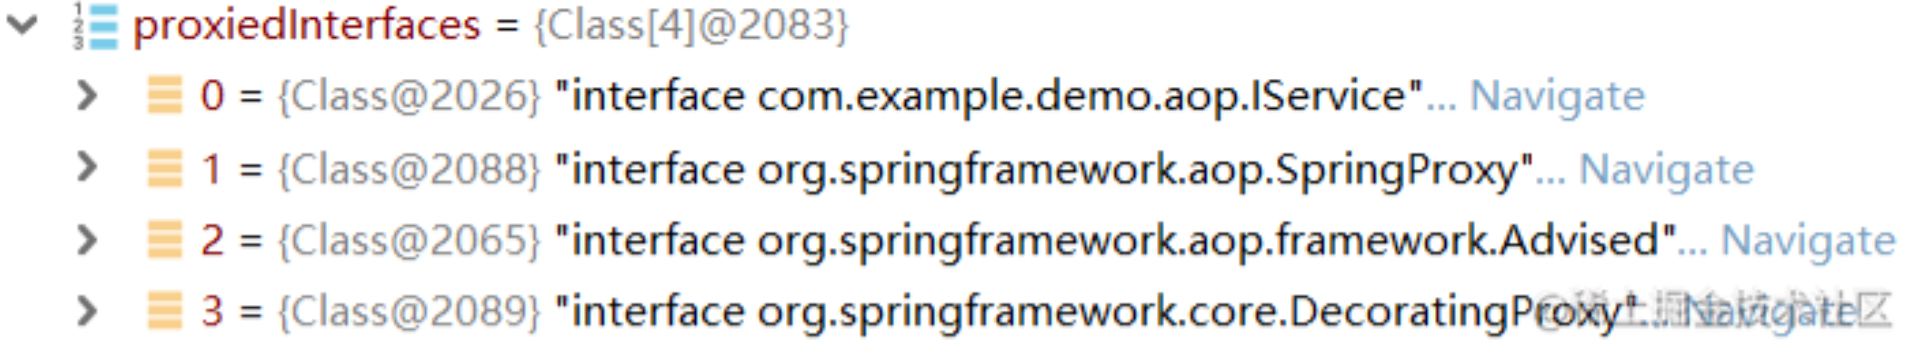 proxiedInterfaces = {Class[4]@2083}
0 = {Class@2026} "interface com.example.demo.aop.IService"... Navigate
1 = {Class@2088} "interface org.springframework.aop.SpringProxy"... Navigate
2 = {Class@2065} "interface org.springframework.aop.framework.Advised"... Navigate
3 = {Class@2089} "interface org.springframework.core.DecoratingProxy"... Navigate
@稀土掘金技术社区